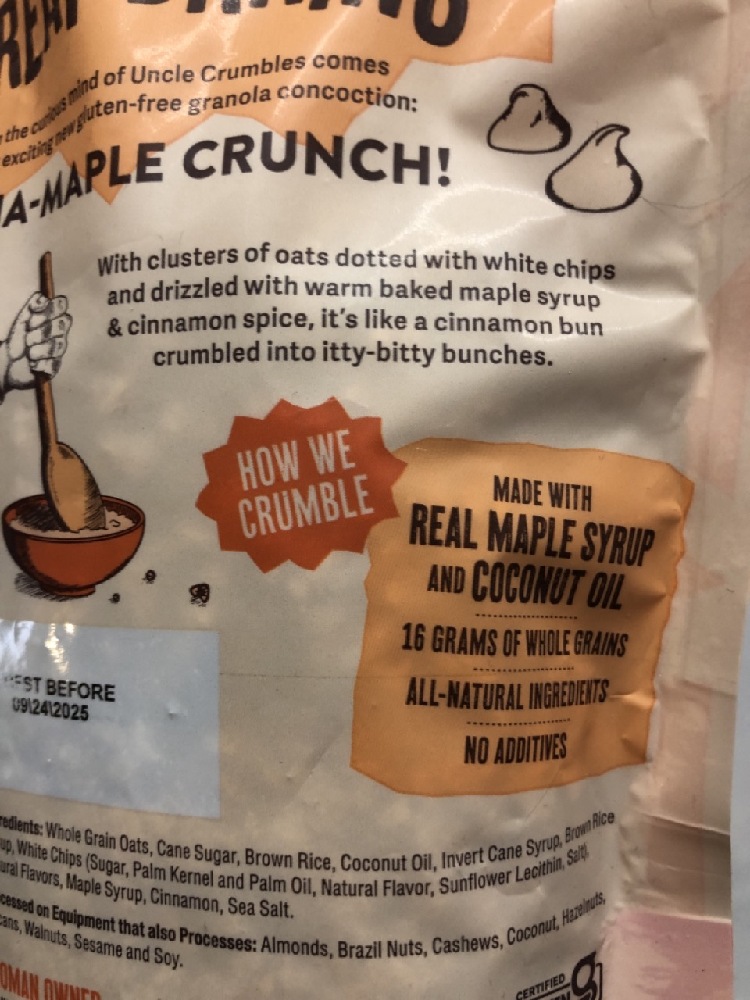 mind of Uncle Crumbles comes
the curious
exciting new gluten-free granola concoction:
A-MAPLE CRUNCH!
With clusters of oats dotted with white chips
and drizzled with warm baked maple syrup
& cinnamon spice, it's like a cinnamon bun
crumbled into itty-bitty bunches.
HOW WE
CRUMBLE
MADE WITH
REAL MAPLE SYRUP
AND COCONUT OIL
16 GRAMS OF WHOLE GRAINS
ALL-NATURAL INGREDIENTS
NO ADDITIVES
EST BEFORE
09\24\2025
redients: Whole Grain Oats, Cane Sugar, Brown Rice, Coconut Oil, Invert Cane Syrup, Brown Rice
up, White Chips (Sugar, Palm Kernel and Palm Oil, Natural Flavor, Sunflower Lecithin, Salt),
ural Flavors, Maple Syrup, Cinnamon, Sea Salt.
cessed on Equipment that also Processes: Almonds, Brazil Nuts, Cashews, Coconut, Hazelnuts,
cans, Walnuts, Sesame and Soy.
OMAN OWNED
CERTIFIED